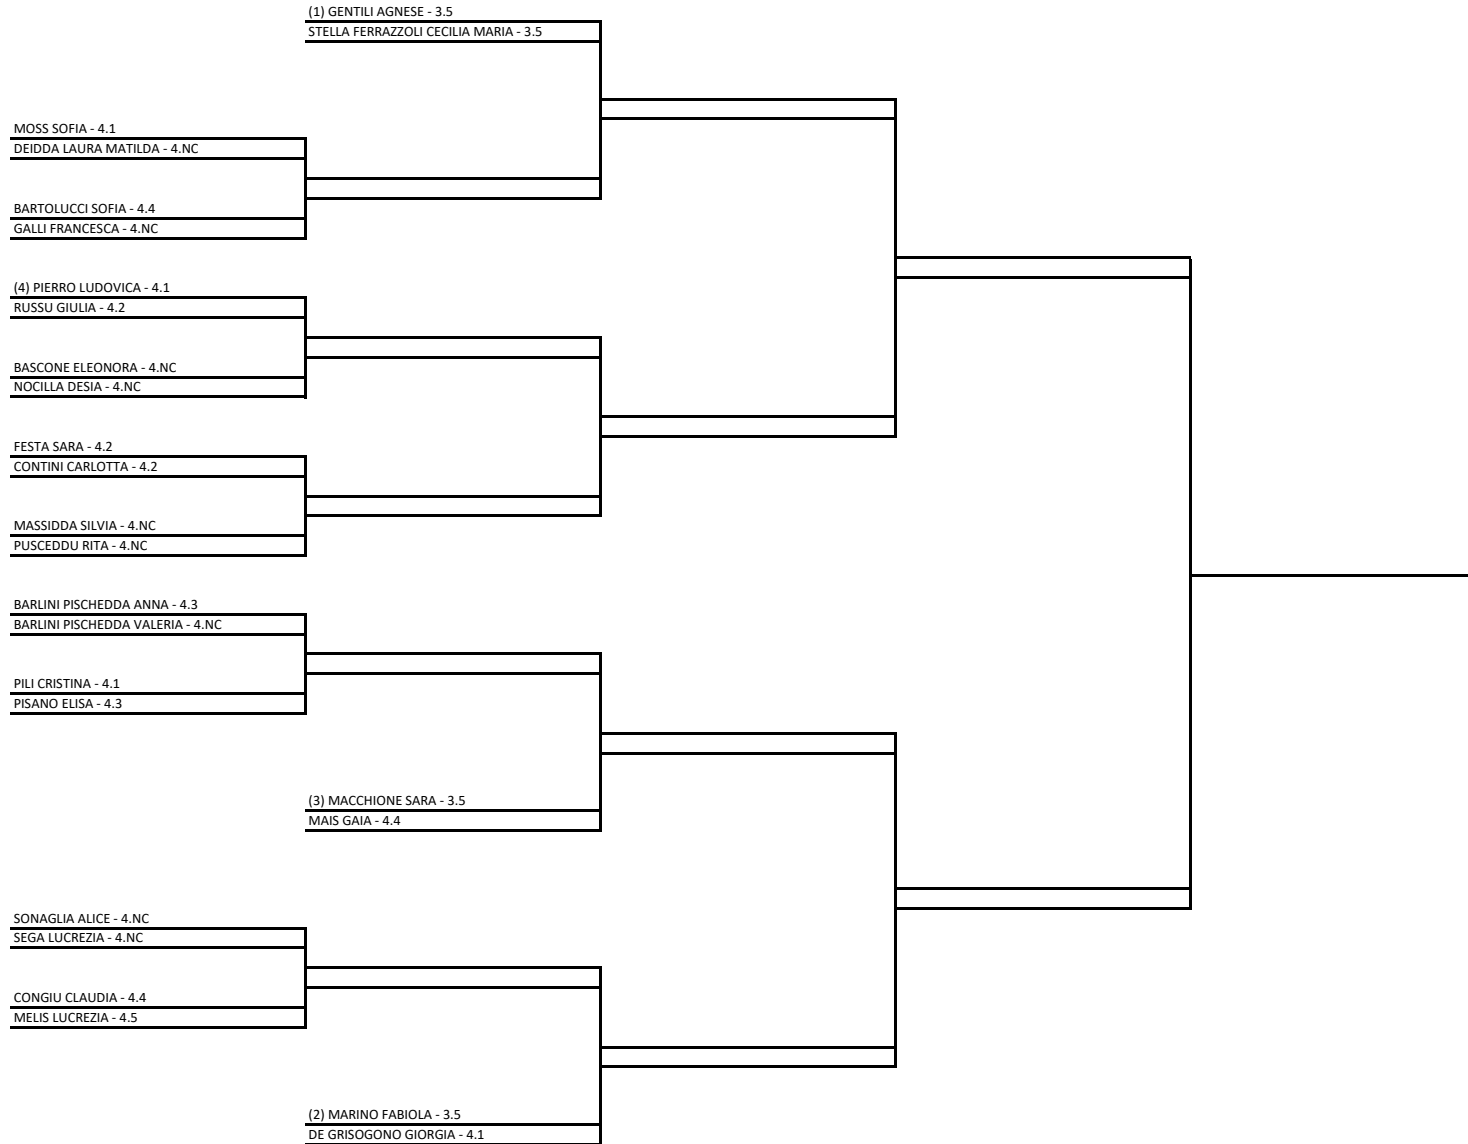 (1) GENTILI AGNESE - 3.5
STELLA FERRAZZOLI CECILIA MARIA - 3.5
MOSS SOFIA - 4.1
DEIDDA LAURA MATILDA - 4.NC
BARTOLUCCI SOFIA - 4.4
GALLI FRANCESCA - 4.NC
(4) PIERRO LUDOVICA - 4.1
RUSSU GIULIA - 4.2
BASCONE ELEONORA - 4.NC
NOCILLA DESIA - 4.NC
FESTA SARA - 4.2
CONTINI CARLOTTA - 4.2
MASSIDDA SILVIA - 4.NC
PUSCEDDU RITA - 4.NC
BARLINI PISCHEDDA ANNA - 4.3
BARLINI PISCHEDDA VALERIA - 4.NC
PILI CRISTINA - 4.1
PISANO ELISA - 4.3
(3) MACCHIONE SARA - 3.5
MAIS GAIA - 4.4
SONAGLIA ALICE - 4.NC
SEGA LUCREZIA - 4.NC
CONGIU CLAUDIA - 4.4
MELIS LUCREZIA - 4.5
(2) MARINO FABIOLA - 3.5
DE GRISOGONO GIORGIA - 4.1